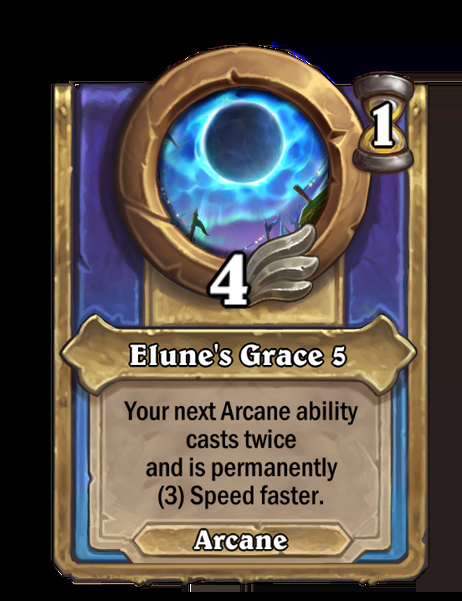 1
4
Elune's Grace 5
Your next Arcane ability
casts twice
and is permanently
(3) Speed faster.
Arcane